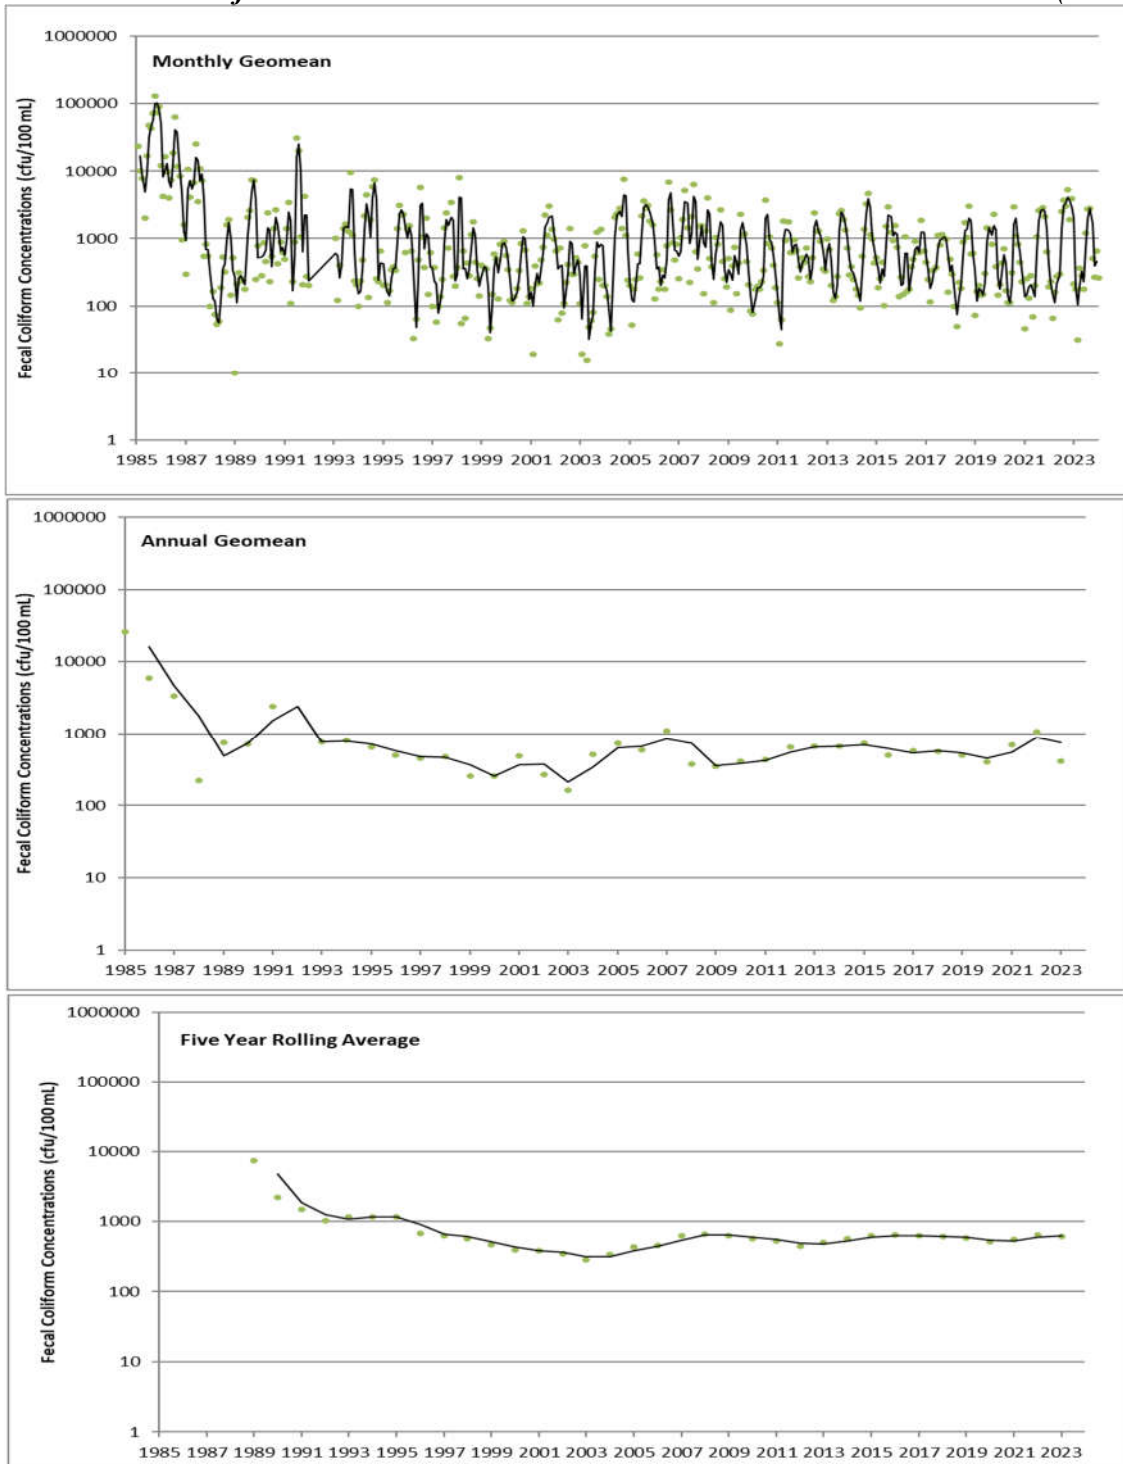 Monthly Geomean
Fecal Coliform Concentrations (cfu/100 mL)
1000000
100000
10000
1000
100
10
1
1985 1987 1989 1991 1993 1995 1997 1999 2001 2003 2005 2007 2009 2011 2013 2015 2017 2019 2021 2023
Annual Geomean
Fecal Coliform Concentrations (cfu/100 mL)
1000000
100000
10000
1000
100
10
1
1985 1987 1989 1991 1993 1995 1997 1999 2001 2003 2005 2007 2009 2011 2013 2015 2017 2019 2021 2023
Five Year Rolling Average
Fecal Coliform Concentrations (cfu/100mL)
1000000
100000
10000
1000
100
10
1
1985 1987 1989 1991 1993 1995 1997 1999 2001 2003 2005 2007 2009 2011 2013 2015 2017 2019 2021 2023